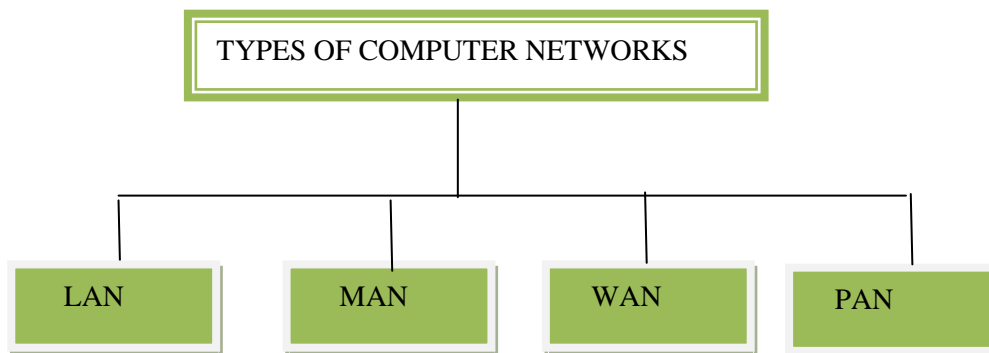 TYPES OF COMPUTER NETWORKS
LAN
MAN
WAN
PAN